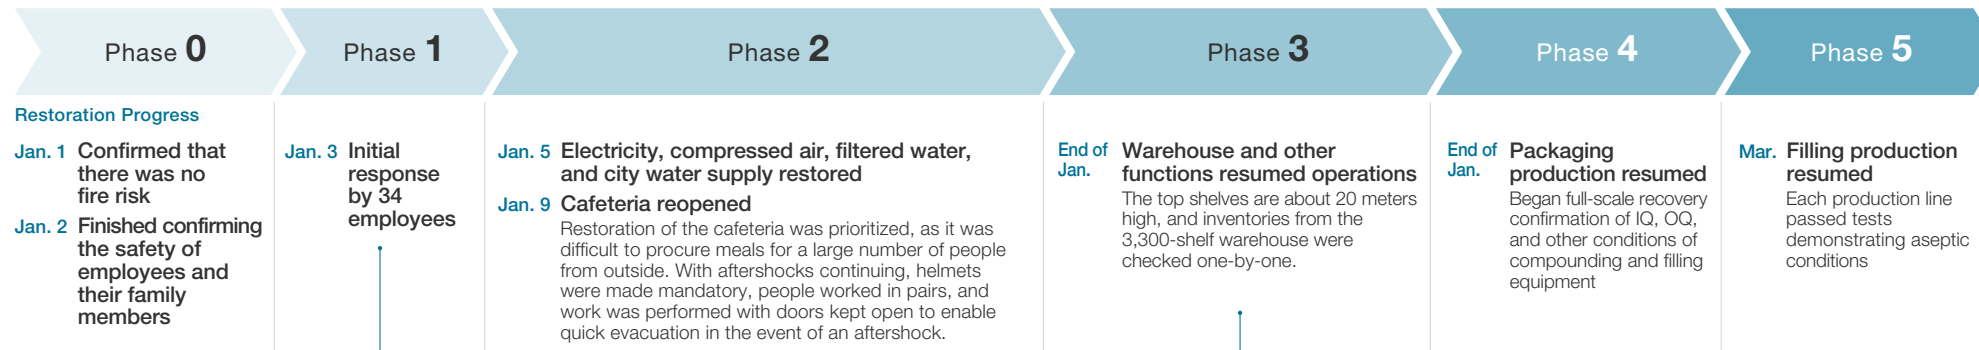 Phase 0
Phase 1
Phase 2
Phase 3
Phase 4
Phase 5
Restoration Progress
Jan. 1 Confirmed that
there was no
fire risk
Jan. 2 Finished confirming
the safety of
employees and
their family
members
Jan. 3 Initial
response
by 34
employees
Jan. 5 Electricity, compressed air, filtered water,
and city water supply restored
Jan. 9 Cafeteria reopened
Restoration of the cafeteria was prioritized, as it was
difficult to procure meals for a large number of people
from outside. With aftershocks continuing, helmets
were made mandatory, people worked in pairs, and
work was performed with doors kept open to enable
quick evacuation in the event of an aftershock.
End of
Jan.
Warehouse and other
functions resumed operations
The top shelves are about 20 meters
high, and inventories from the
3,300-shelf warehouse were
checked one-by-one.
End of
Jan.
Packaging
production resumed
Began full-scale recovery
confirmation of IQ, OQ,
and other conditions of
compounding and filling
equipment
Mar. Filling production
resumed
Each production line
passed tests
demonstrating aseptic
conditions